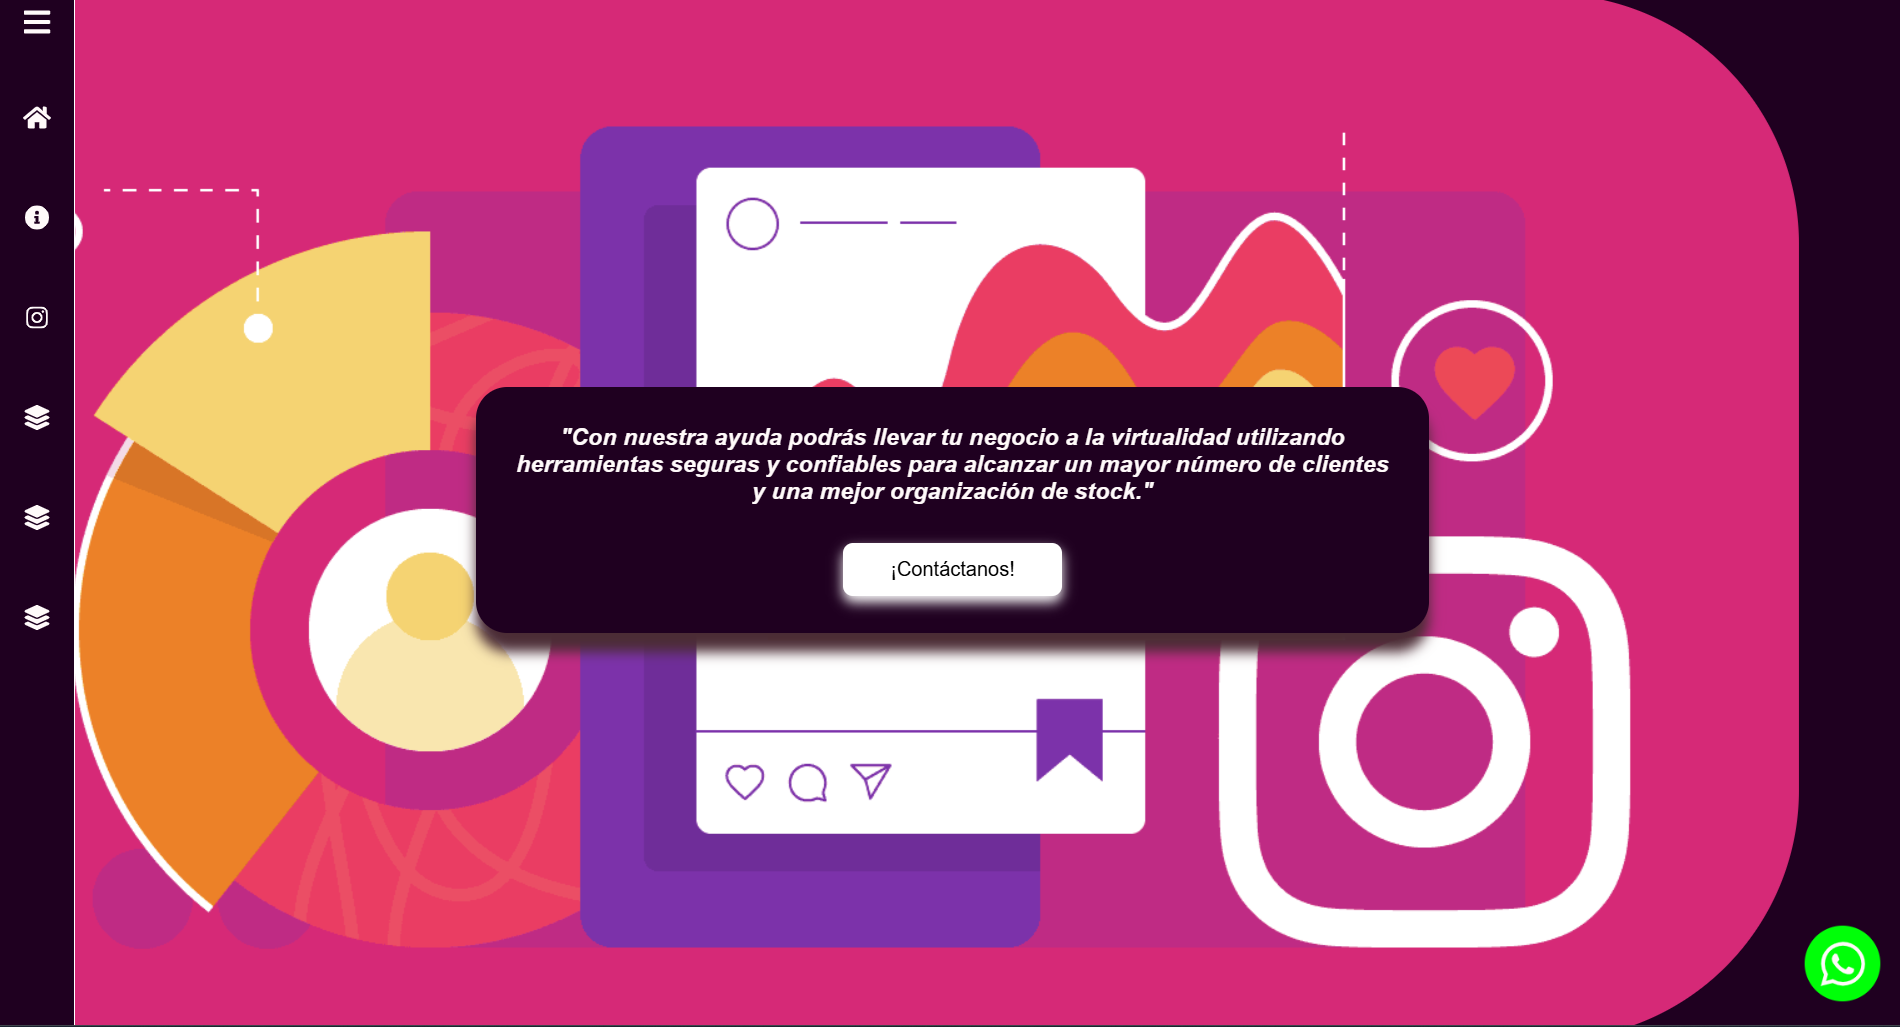 "Con nuestra ayuda podrás llevar tu negocio a la virtualidad utilizando
herramientas seguras y confiables para alcanzar un mayor número de clientes
y una mejor organización de stock."
¡Contáctanos!